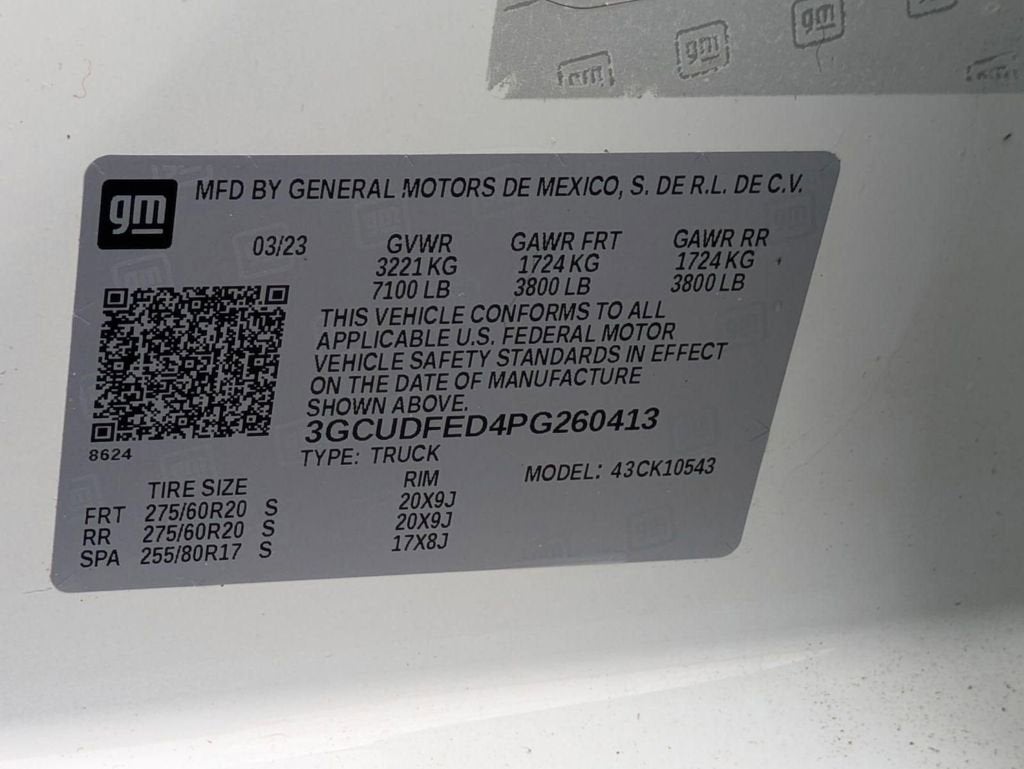 gm
gm
gm
gm MFD BY GENERAL MOTORS DE MEXICO, S. DE R.L. DE C.V.
03/23 GVWR GAWR FRT GAWR RR
3221 KG 1724 KG 1724 KG
7100 LB 3800 LB 3800 LB
THIS VEHICLE CONFORMS TO ALL
APPLICABLE U.S. FEDERAL MOTOR
VEHICLE SAFETY STANDARDS IN EFFECT
ON THE DATE OF MANUFACTURE
SHOWN ABOVE.
3GCUDFED4PG260413
8624
TYPE: TRUCK MODEL: 43CK10543
TIRE SIZE RIM
FRT 275/60R20 S 20X9J
RR 275/60R20 S 20X9J
SPA 255/80R17 S 17X8J